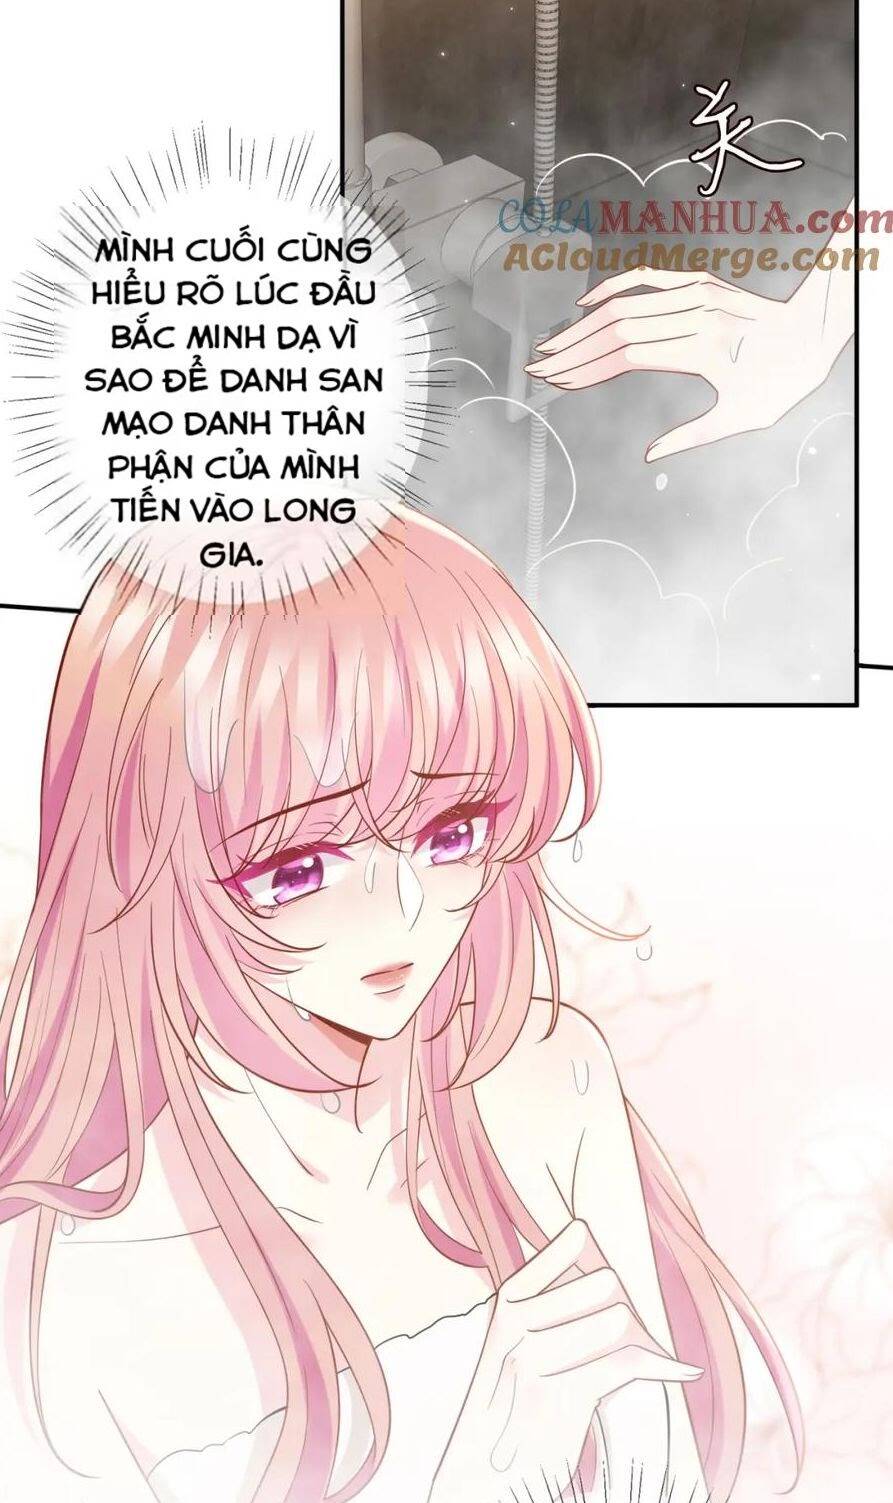 MÌNH CUỐI CÙNG
HIỂU RÕ LÚC ĐẦU
BẮC MINH DẠ VÌ
SAO ĐỂ DANH SAN
MẠO DANH THÂN
PHẬN CỦA MÌNH
TIẾN VÀO LONG
GIA.
COLAMANHUA.com
ACloudMerge.com